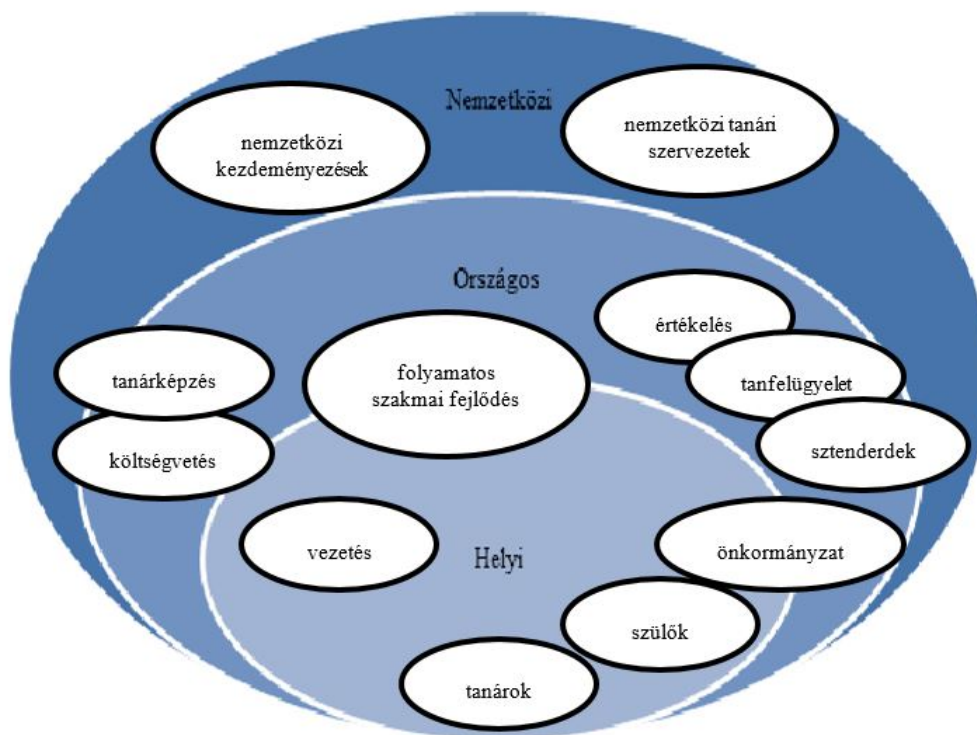 Nemzetközi
nemzetközi
kezdeményezések
nemzetközi tanári
szervezetek
Országos
értékelés
tanárképzés
folyamatos
szakmai fejlődés
tanfelügyelet
költségvetés
sztenderdek
vezetés
Helyi
önkormányzat
szülők
tanárok